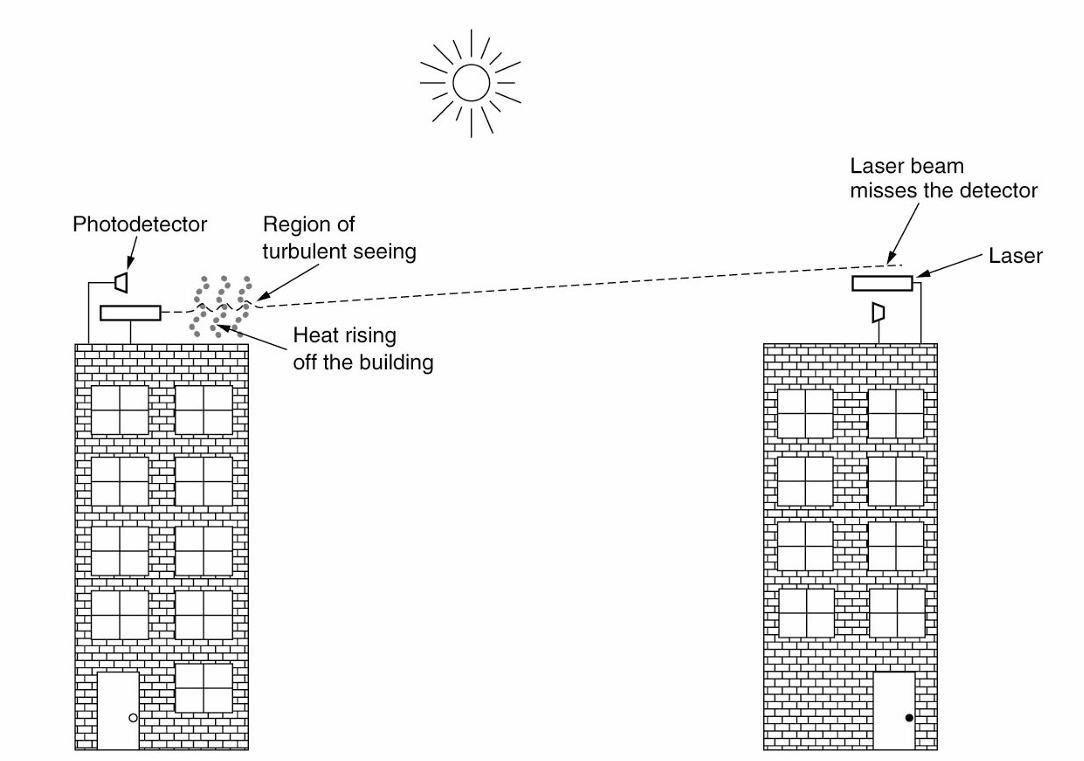 Laser beam
misses the detector
Photodetector
Region of
turbulent seeing
Laser
Heat rising
off the building